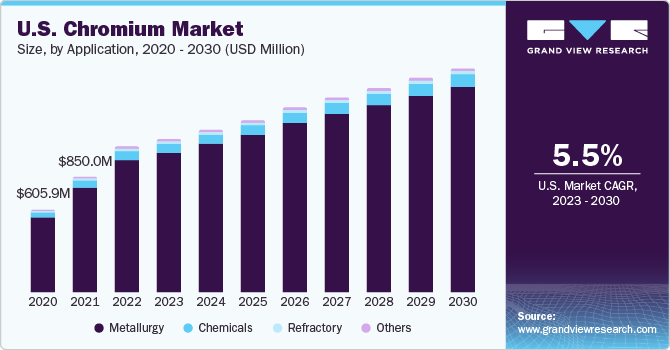 U.S. Chromium Market
Size, by Application, 2020 - 2030 (USD Million)
$605.9M
$850.0M
2020 2021 2022 2023 2024 2025 2026 2027 2028 2029 2030
Metallurgy Chemicals Refractory Others
GRAND VIEW RESEARCH
5.5%
U.S. Market CAGR,
2023 - 2030
Source:
www.grandviewresearch.com